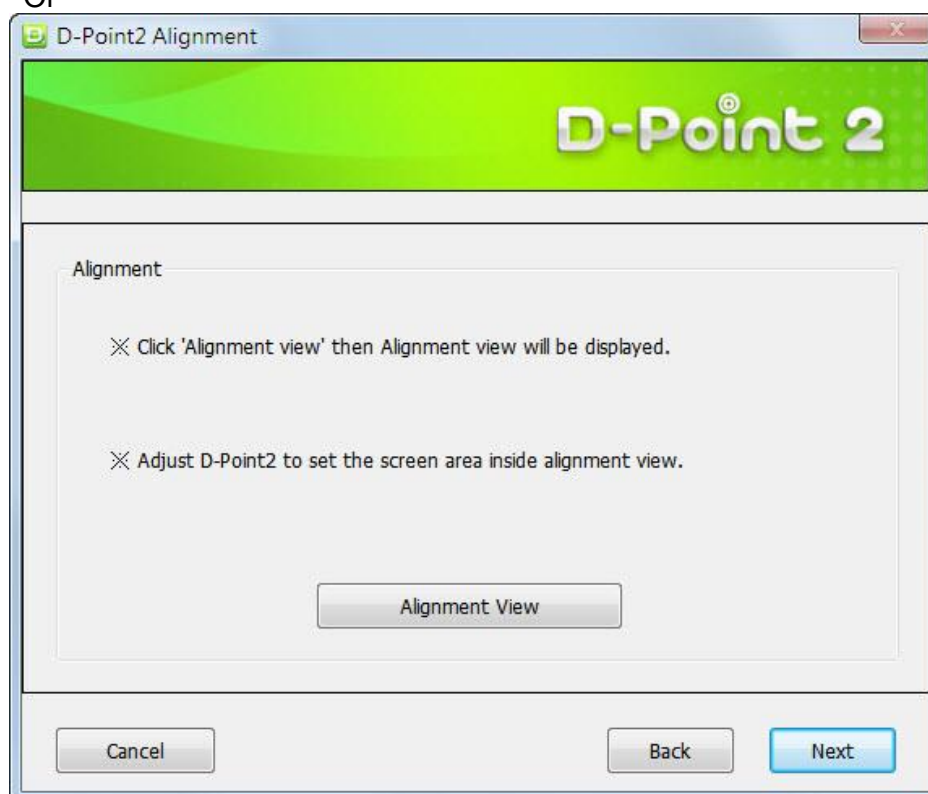 Or
D-Point2 Alignment
D-Point 2
Alignment
※ Click 'Alignment view' then Alignment view will be displayed.
※ Adjust D-Point2 to set the screen area inside alignment view.
Alignment View
Cancel Back Next